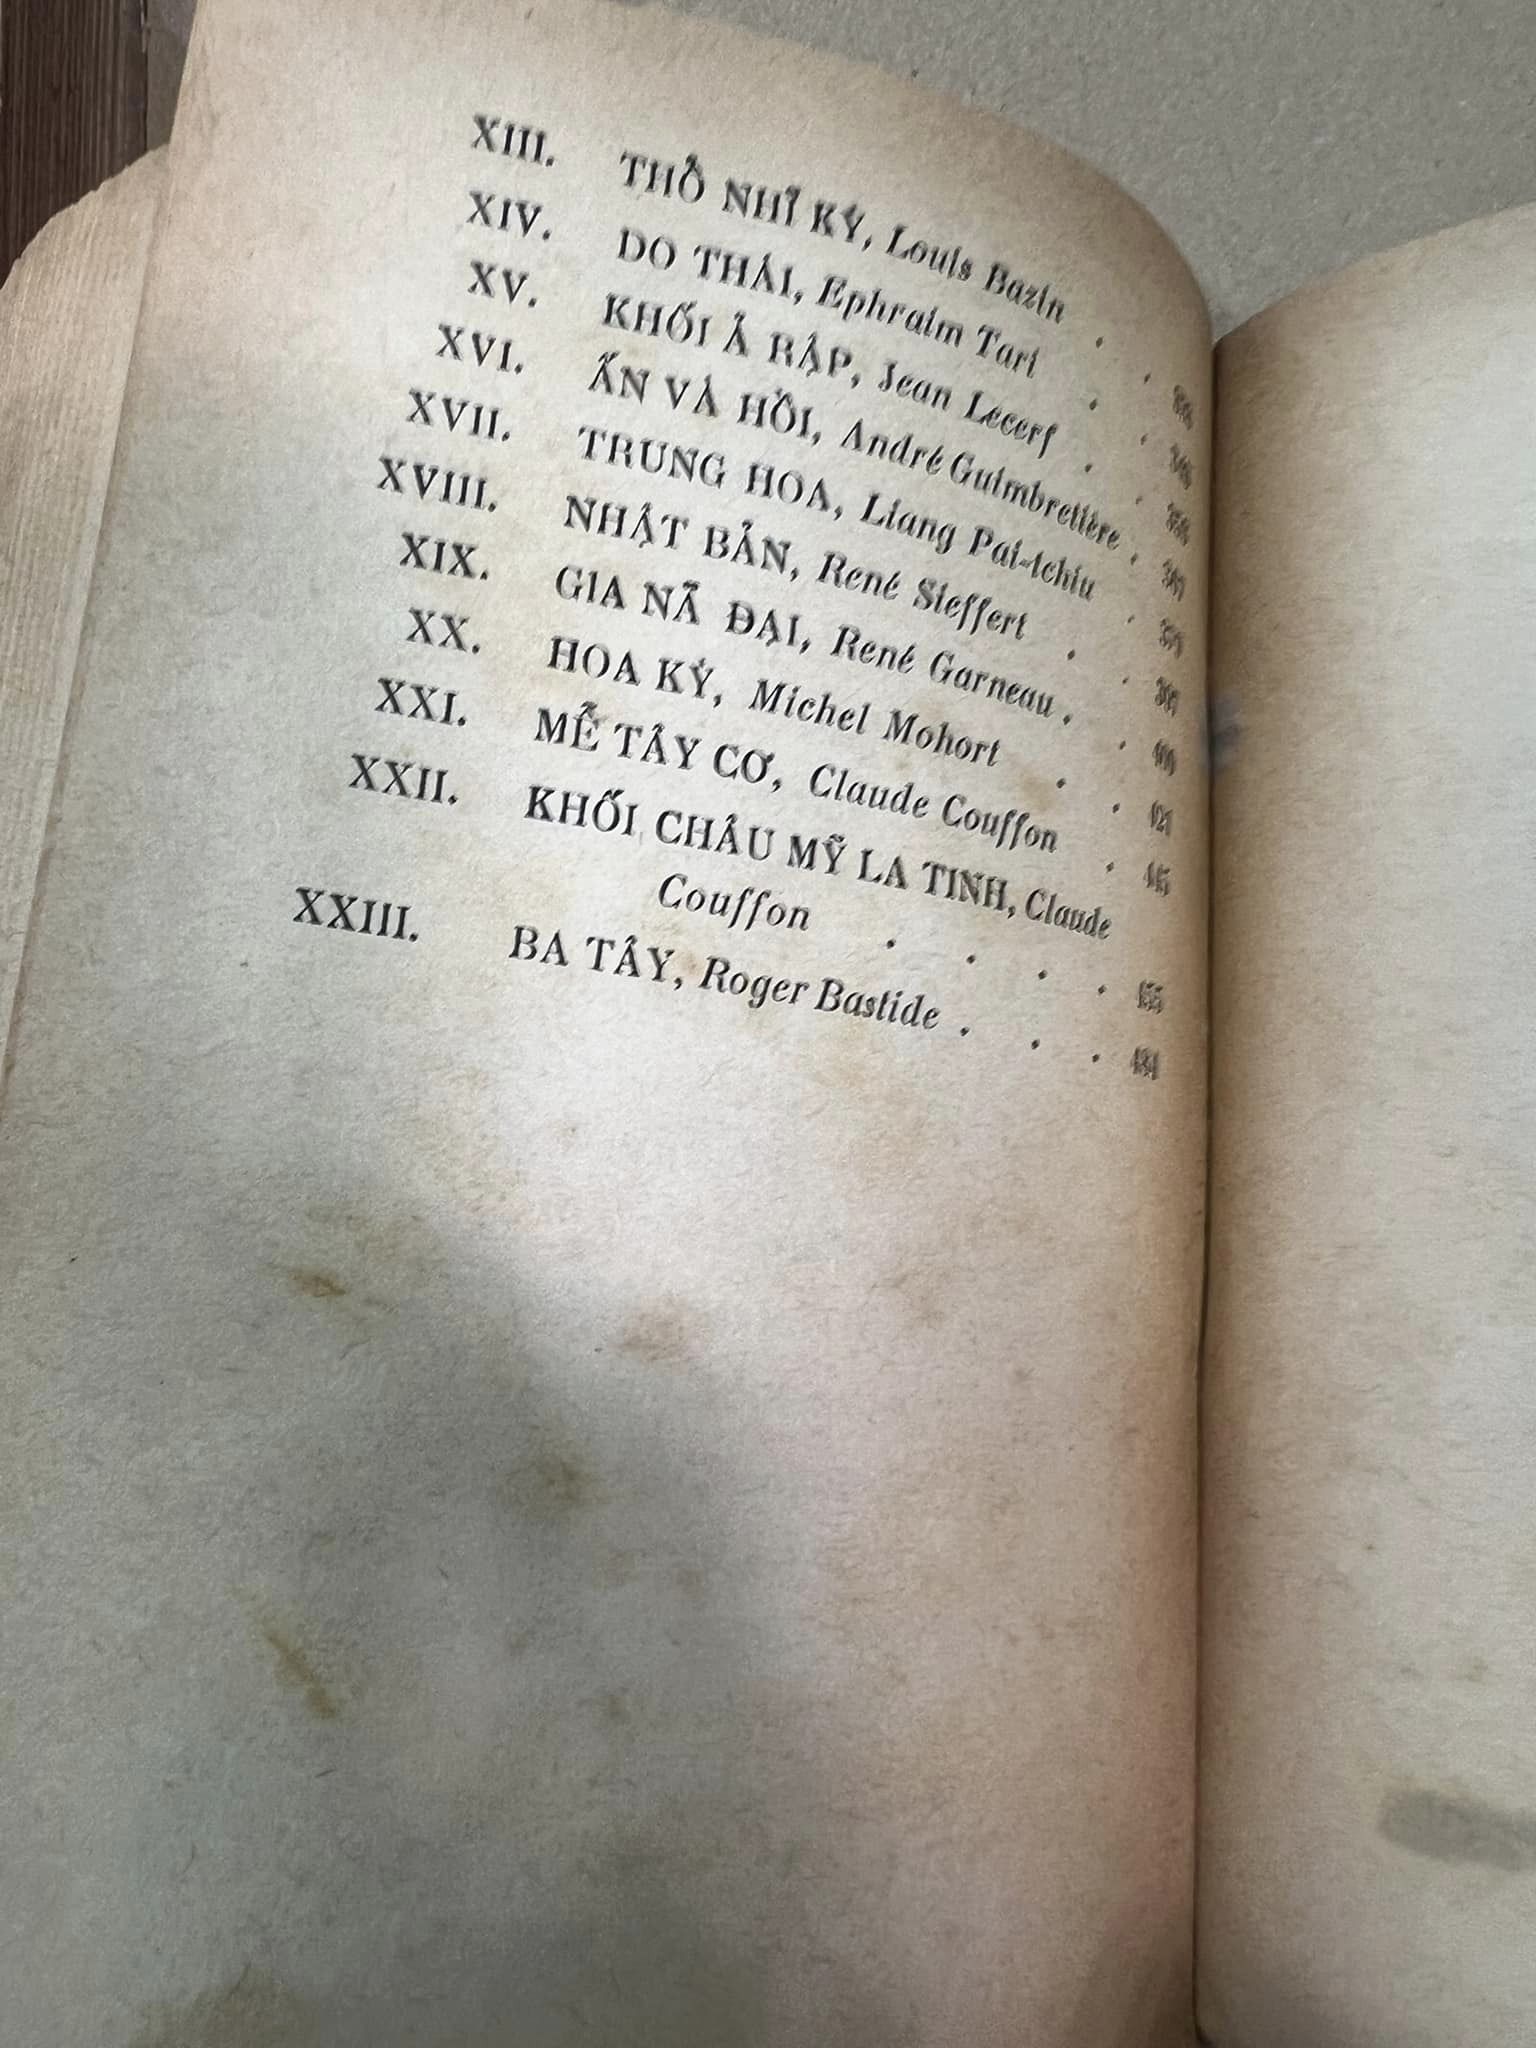 XIII. THỔ NHĨ KỲ, Louis Bazin . .
XIV. DO THÁI, Ephraim Tari . .
XV. KHỐI Ả RẬP, Jean Lecerf . .
XVI. ẤN VÀ HỒI, André Guimbretière .
XVII. TRUNG HOA, Liang Pai-tchiu .
XVIII. NHẬT BẢN, René Sieffert . .
XIX. GIA NÃ ĐẠI, René Garneau . .
XX. HOA KỲ, Michel Mohort . .
XXI. MỄ TÂY CƠ, Claude Couffon . 445
XXII. KHỐI CHÂU MỸ LA TINH, Claude
Couffon . . . . 455
XXIII. BA TÂY, Roger Bastide . . .